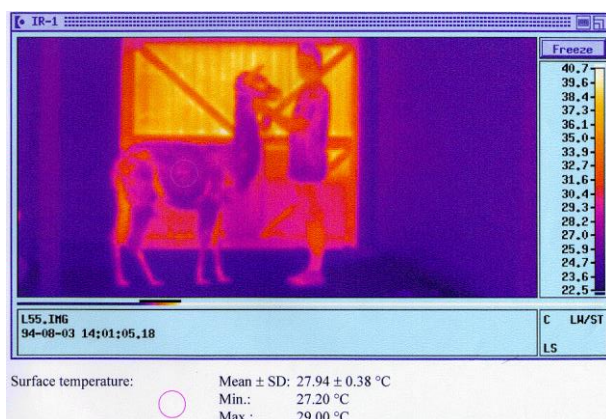 IR-1
Freeze
40.7
39.6
38.4
37.3
36.1
35.0
33.9
32.7
31.6
30.4
29.3
28.2
27.0
25.9
24.7
23.6
22.5
L55.IMG
94-08-03 14:01:05.18
C LW/ST
LS
Surface temperature:
Mean ± SD: 27.94 ± 0.38 °C
Min.: 27.20 °C
Max.: 29.00 °C